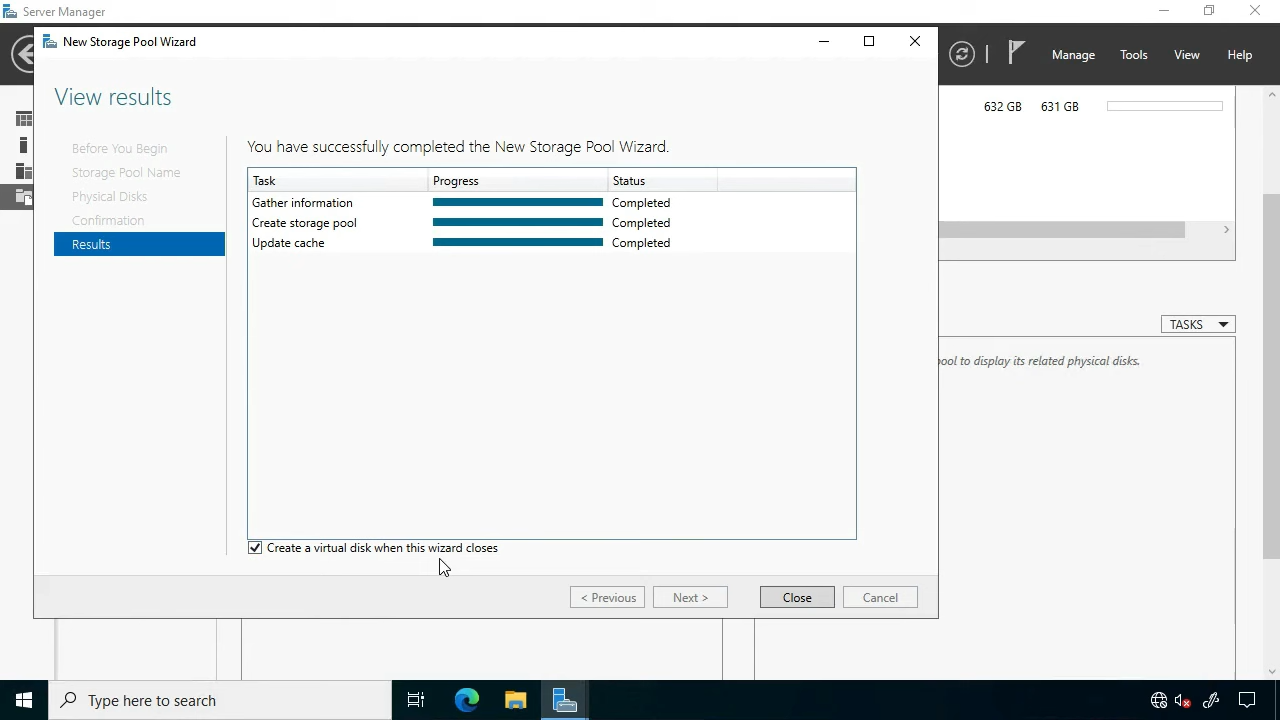 Server Manager
New Storage Pool Wizard
Manage Tools View Help
View results
632 GB 631 GB
Before You Begin
Storage Pool Name
Physical Disks
Confirmation
Results
You have successfully completed the New Storage Pool Wizard.
Task Progress Status
Gather information Completed
Create storage pool Completed
Update cache Completed
TASKS
pool to display its related physical disks.
Create a virtual disk when this wizard closes
< Previous Next > Close Cancel
Type here to search